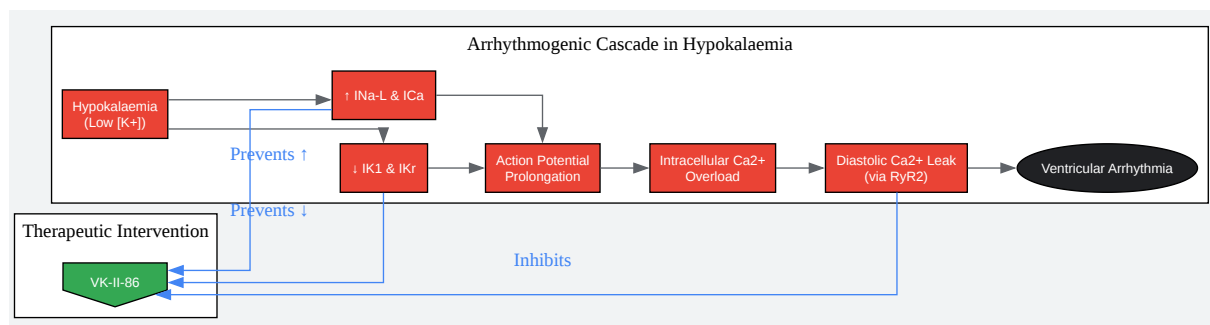 Arrhythmogenic Cascade in Hypokalaemia
Hypokalaemia
(Low [K+])
↑ INa-L & ICa
↓ IK1 & IKr
Action Potential
Prolongation
Intracellular Ca2+
Overload
Diastolic Ca2+ Leak
(via RyR2)
Ventricular Arrhythmia
Prevents ↑
Prevents ↓
Inhibits
Therapeutic Intervention
VK-II-86